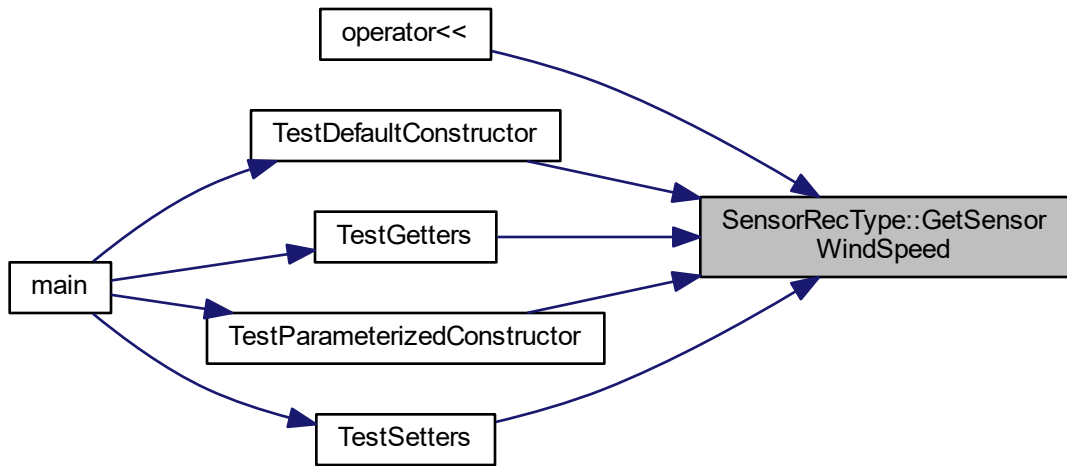 operator<<
TestDefaultConstructor
SensorRecType::GetSensor
WindSpeed
TestGetters
main
TestParameterizedConstructor
TestSetters